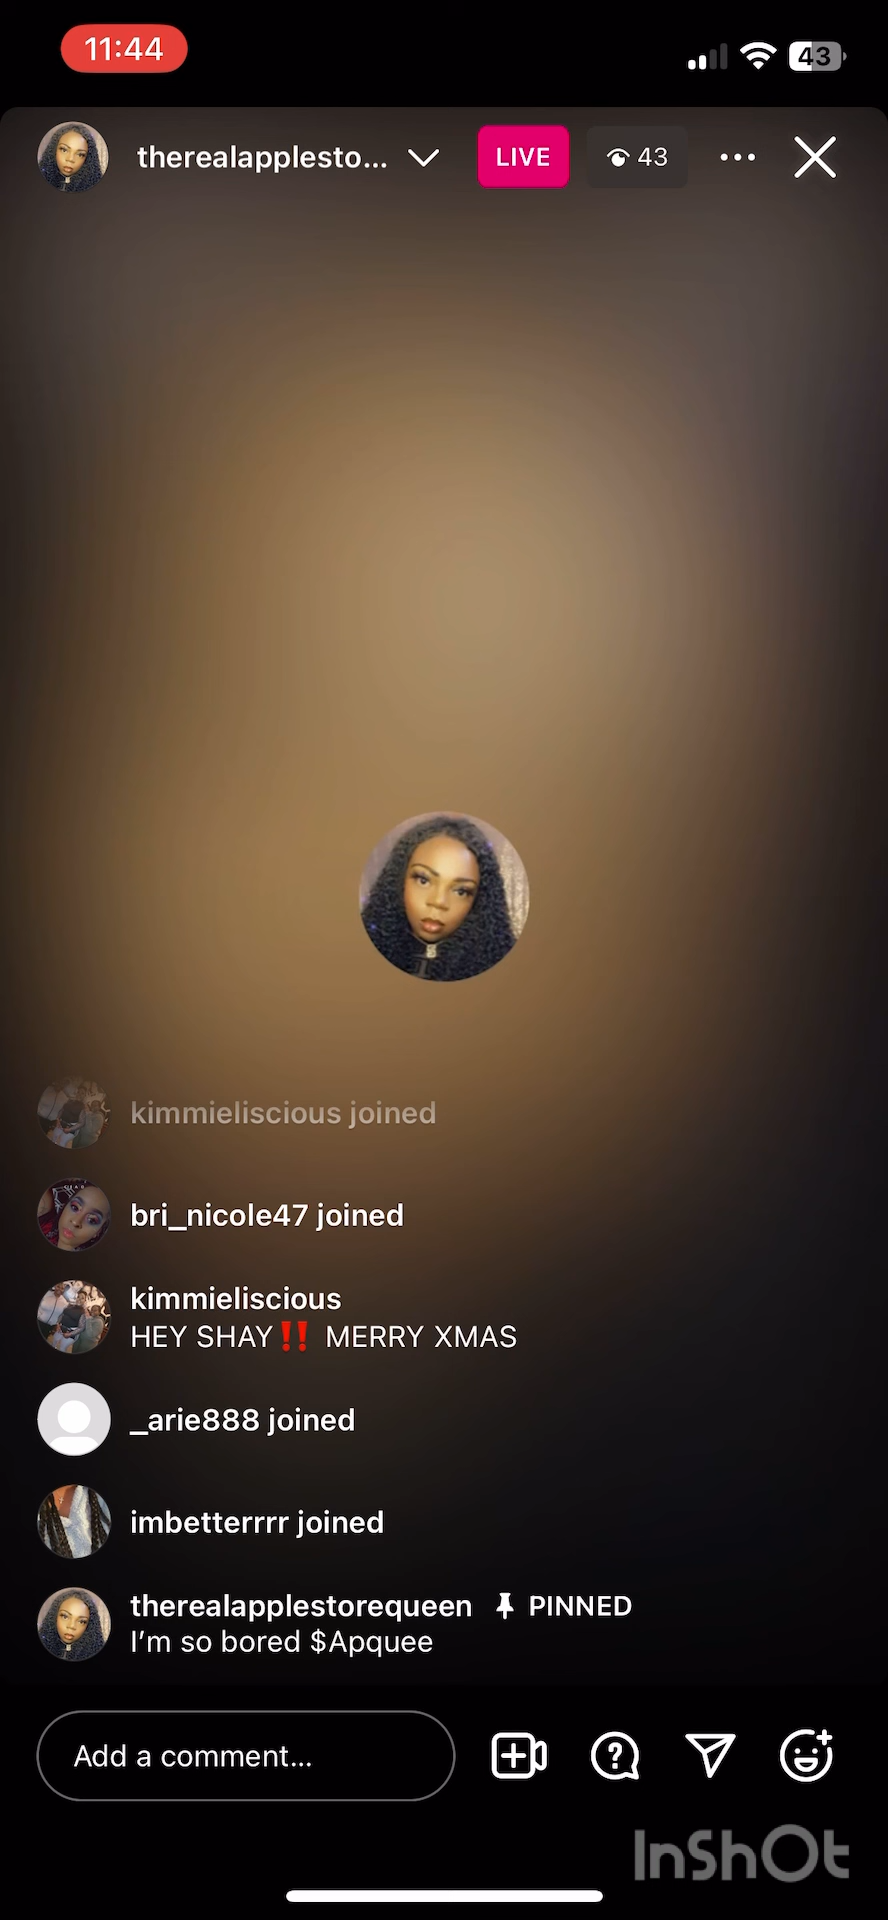 11:44
43
therealapplesto...
LIVE
43
kimmieliscious joined
bri_nicole47 joined
kimmieliscious
HEY SHAY‼️ MERRY XMAS
_arie888 joined
imbetterrrr joined
therealapplestorequeen PINNED
I'm so bored $Apquee
Add a comment...
InShOt